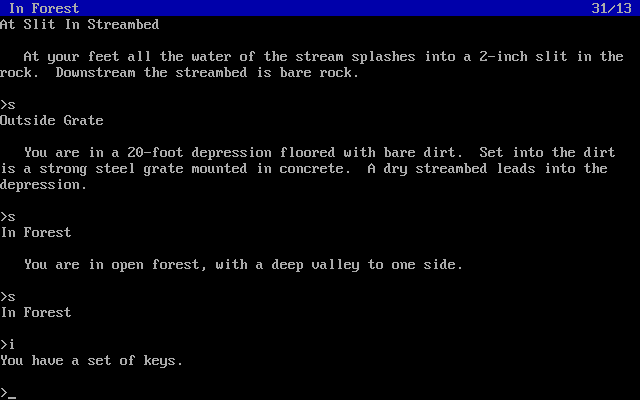 In Forest 31/13
At Slit In Streambed
At your feet all the water of the stream splashes into a 2-inch slit in the
rock.  Downstream the streambed is bare rock.
>s
Outside Grate
You are in a 20-foot depression floored with bare dirt.  Set into the dirt
is a strong steel grate mounted in concrete.  A dry streambed leads into the
depression.
>s
In Forest
You are in open forest, with a deep valley to one side.
>s
In Forest
>i
You have a set of keys.
>_